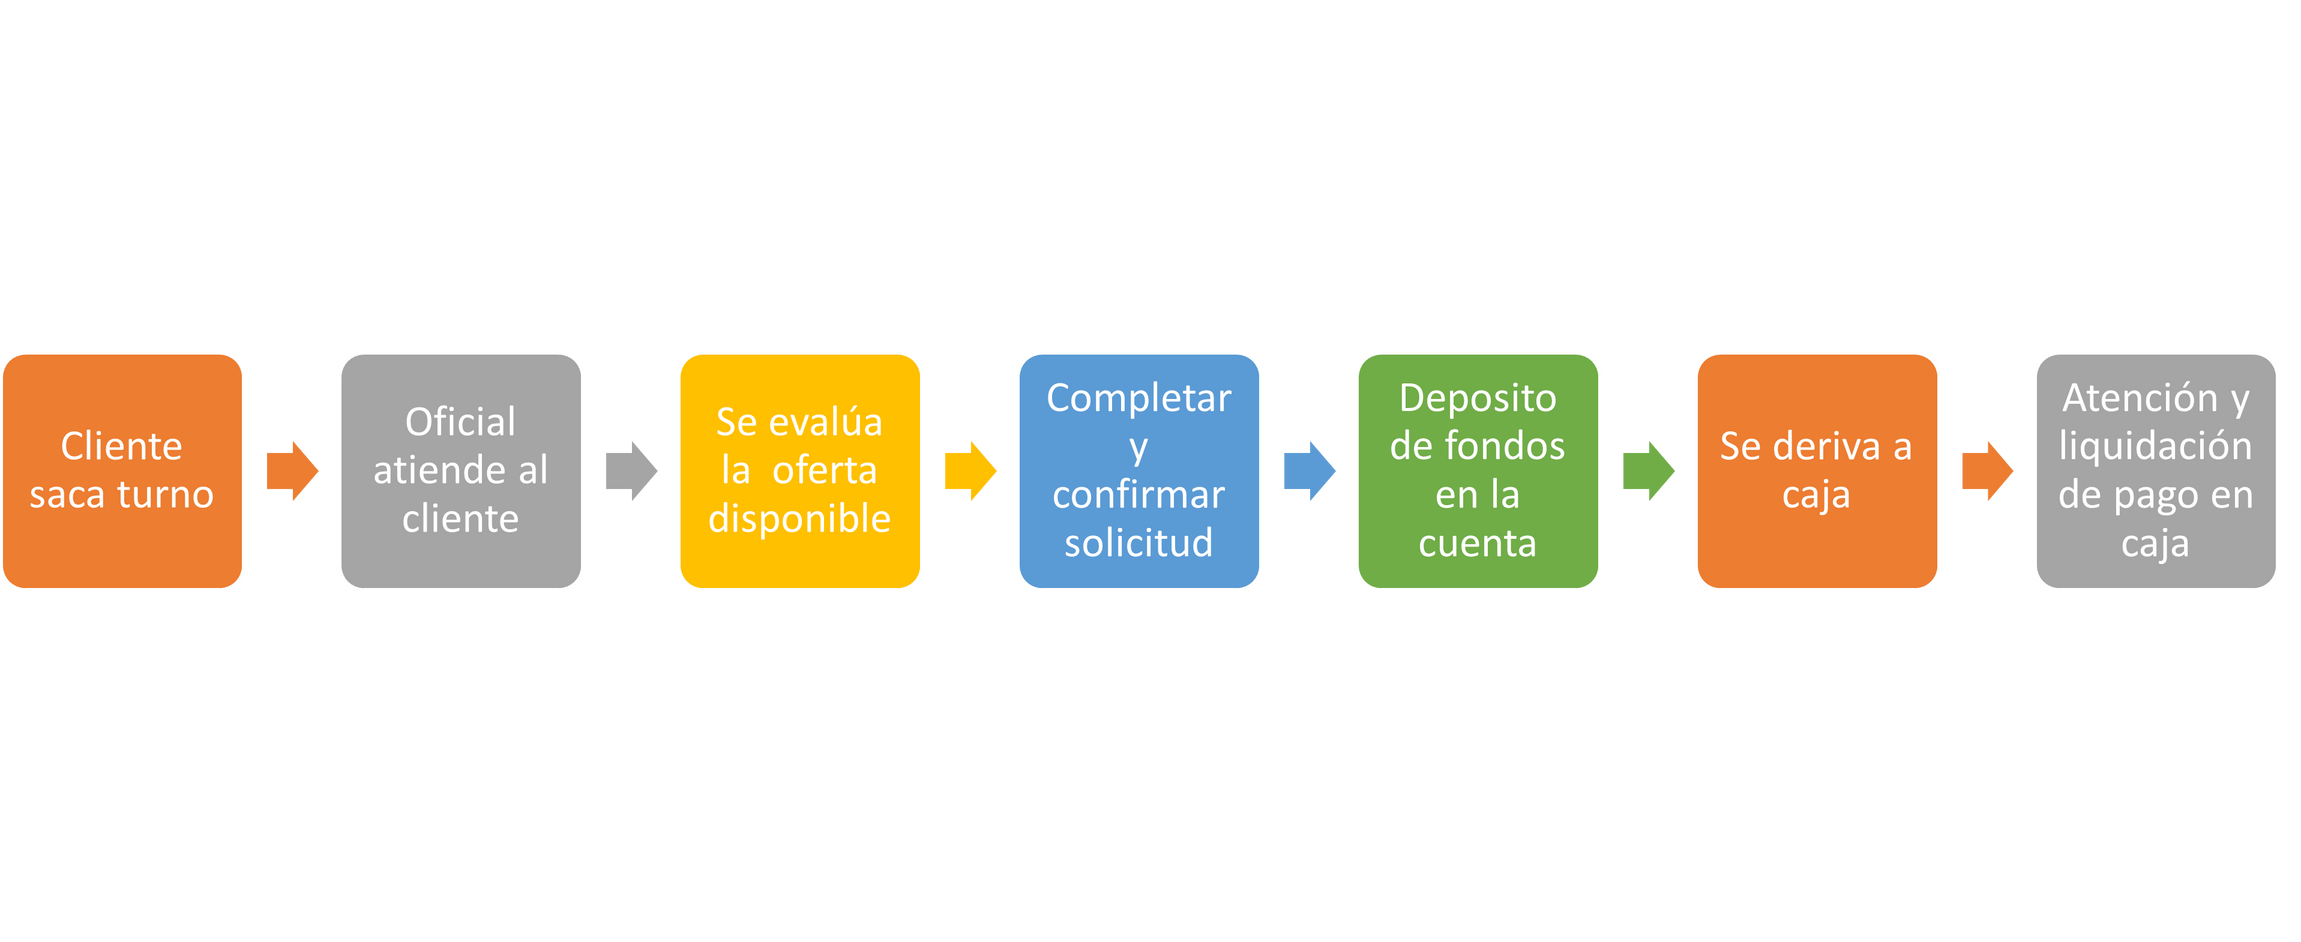 Cliente
saca turno
Oficial
atiende al
cliente
Se evalúa
la  oferta
disponible
Completar
y
confirmar
solicitud
Deposito
de fondos
en la
cuenta
Se deriva a
caja
Atención y
liquidación
de pago en
caja